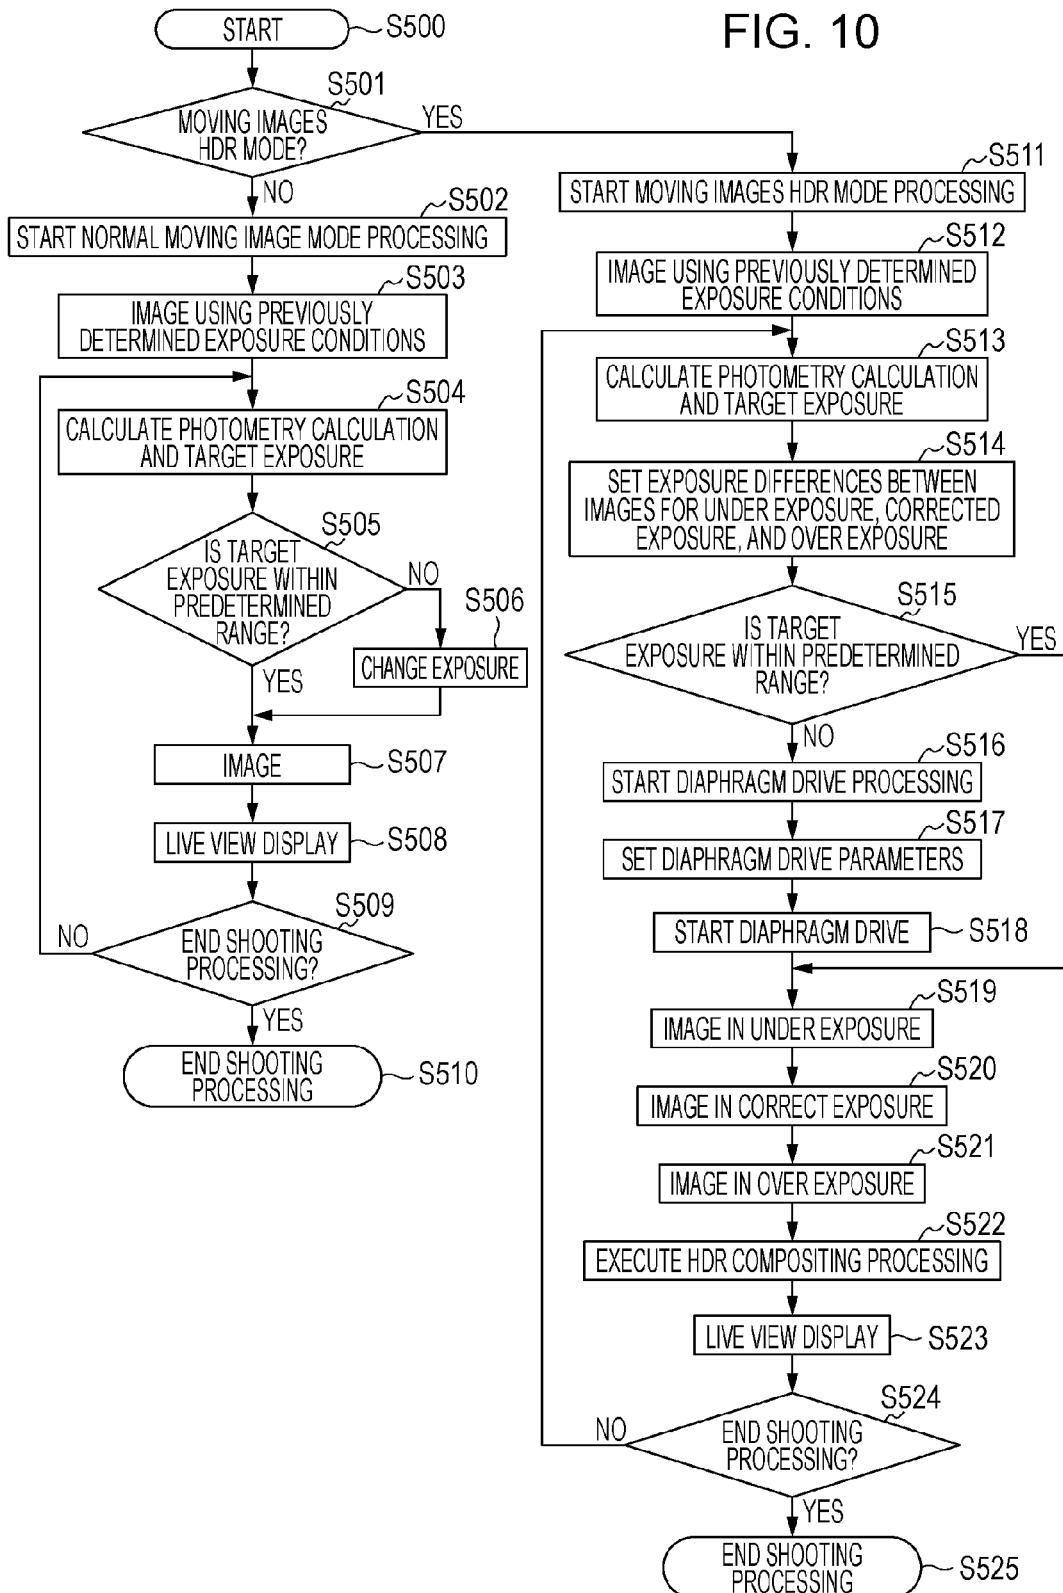 FIG. 10
START
S500
S501
MOVING IMAGES
HDR MODE?
YES
NO
S502
START NORMAL MOVING IMAGE MODE PROCESSING
S503
IMAGE USING PREVIOUSLY
DETERMINED EXPOSURE CONDITIONS
S504
CALCULATE PHOTOMETRY CALCULATION
AND TARGET EXPOSURE
S505
IS TARGET
EXPOSURE WITHIN
PREDETERMINED
RANGE?
NO
S506
CHANGE EXPOSURE
YES
IMAGE
S507
LIVE VIEW DISPLAY
S508
S509
NO
END SHOOTING
PROCESSING?
YES
END SHOOTING
PROCESSING
S510
S511
START MOVING IMAGES HDR MODE PROCESSING
S512
IMAGE USING PREVIOUSLY DETERMINED
EXPOSURE CONDITIONS
S513
CALCULATE PHOTOMETRY CALCULATION
AND TARGET EXPOSURE
S514
SET EXPOSURE DIFFERENCES BETWEEN
IMAGES FOR UNDER EXPOSURE, CORRECTED
EXPOSURE, AND OVER EXPOSURE
S515
IS TARGET
EXPOSURE WITHIN PREDETERMINED
RANGE?
YES
NO
S516
START DIAPHRAGM DRIVE PROCESSING
S517
SET DIAPHRAGM DRIVE PARAMETERS
START DIAPHRAGM DRIVE
S518
S519
IMAGE IN UNDER EXPOSURE
S520
IMAGE IN CORRECT EXPOSURE
S521
IMAGE IN OVER EXPOSURE
S522
EXECUTE HDR COMPOSITING PROCESSING
LIVE VIEW DISPLAY
S523
S524
NO
END SHOOTING
PROCESSING?
YES
END SHOOTING
PROCESSING
S525